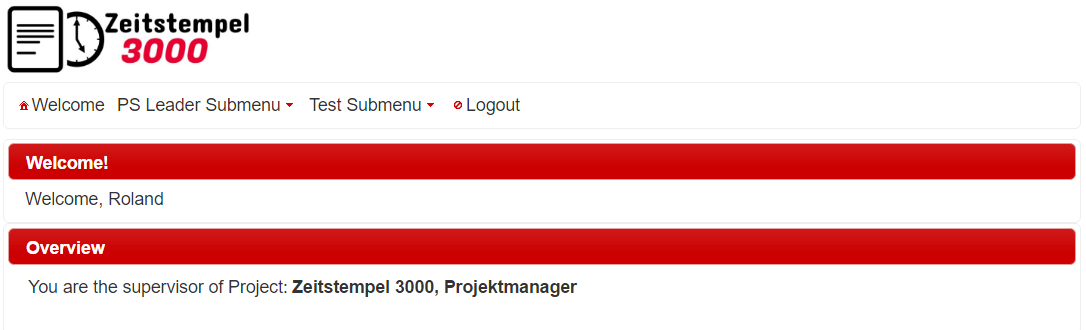 Zeitstempel
3000
Welcome PS Leader Submenu Test Submenu Logout
Welcome!
Welcome, Roland
Overview
You are the supervisor of Project: Zeitstempel 3000, Projektmanager